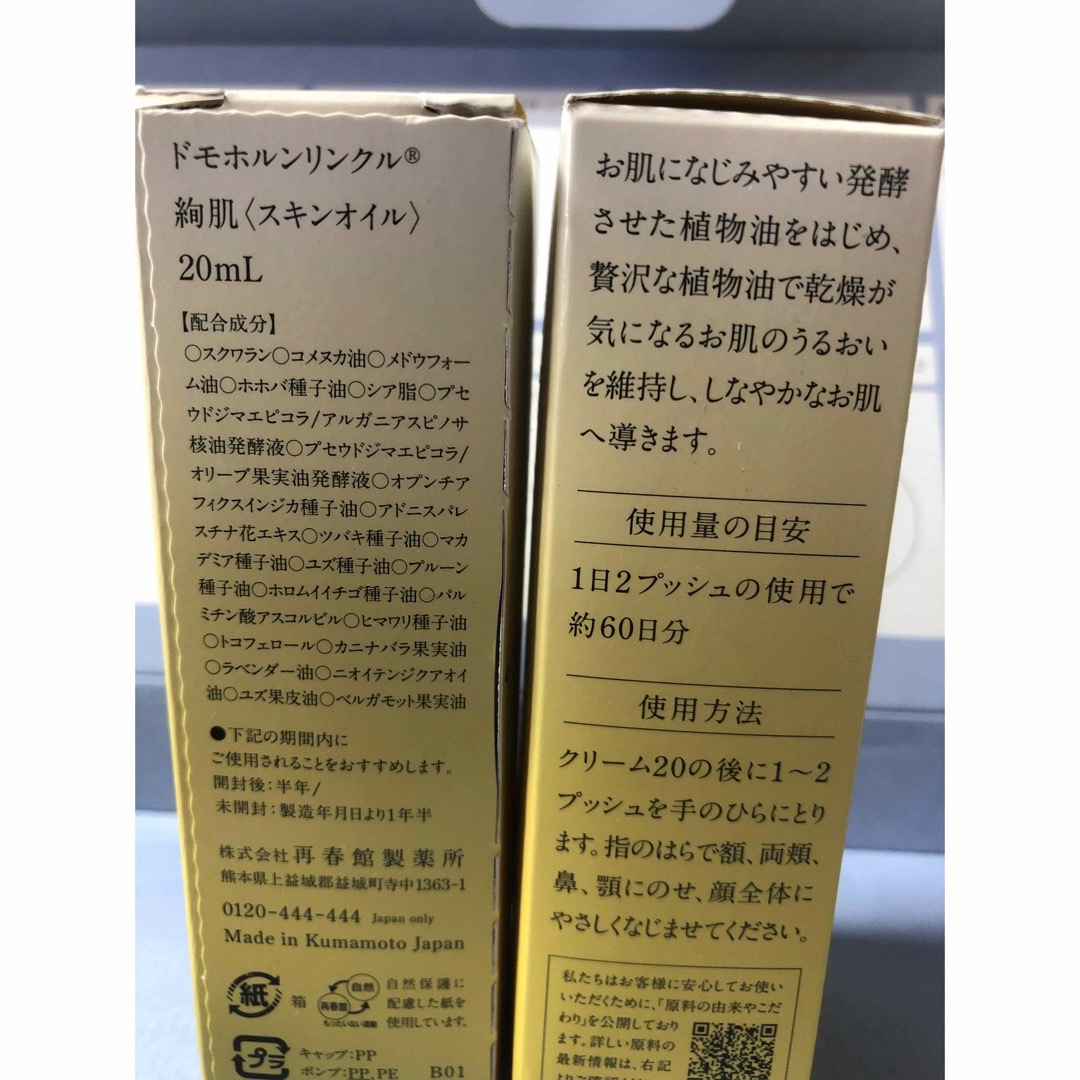 ドモホルンリンクル®
絢肌〈スキンオイル〉
20mL
【配合成分】
○スクワラン○コメヌカ油○メドウフォー
ム油○ホホバ種子油○シア脂○プセ
ウドジマエピコラ/アルガニアスピノサ
核油発酵液○プセウドジマエピコラ/
オリーブ果実油発酵液○オプンチア
フィクスインジカ種子油○アドニスパレ
スチナ花エキス○ツバキ種子油○マカ
デミア種子油○ユズ種子油○プルーン
種子油○ホロムイイチゴ種子油○パル
ミチン酸アスコルビル○ヒマワリ種子油
○トコフェロール○カニナバラ果実油
○ラベンダー油○ニオイテンジクアオイ
油○ユズ果皮油○ベルガモット果実油
●下記の期間内に
ご使用されることをおすすめします。
開封後:半年/
未開封:製造年月日より1年半
株式会社再春館製薬所
熊本県上益城郡益城町寺中1363-1
0120-444-444 Japan only
Made in Kumamoto Japan
紙 箱
自然
再春館
もったいない運動
自然保護に
配慮した紙を
使用しています。
プラ
キャップ:PP
ポンプ:PP,PE B01
お肌になじみやすい発酵
させた植物油をはじめ、
贅沢な植物油で乾燥が
気になるお肌のうるおい
を維持し、しなやかなお肌
へ導きます。
使用量の目安
1日2プッシュの使用で
約60日分
使用方法
クリーム20の後に1〜2
プッシュを手のひらにとり
ます。指のはらで額、両頬、
鼻、顎にのせ、顔全体に
やさしくなじませてください。
私たちはお客様に安心してお使い
いただくために、「原料の由来やこだ
わり」を公開しており
ます。詳しい原料の
最新情報は、右記